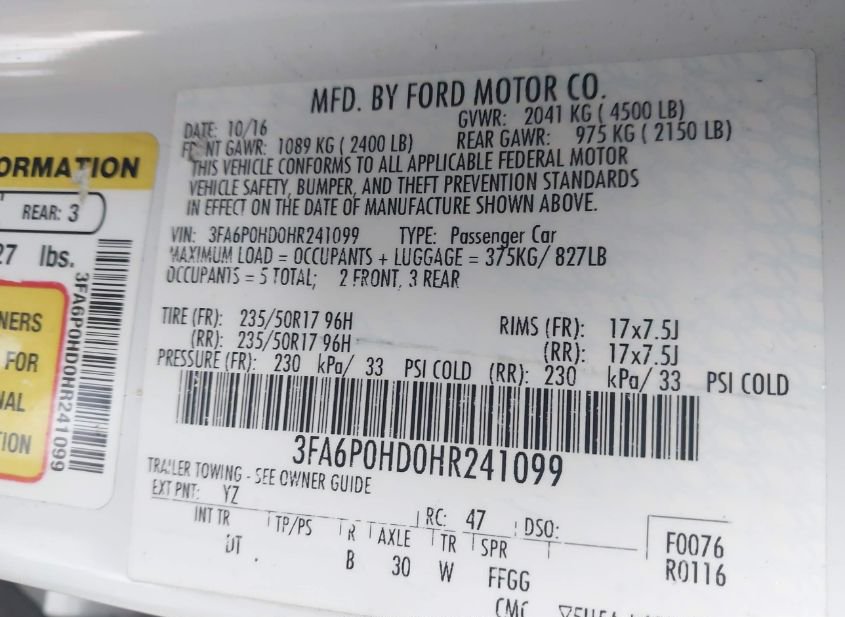 ORMATION
REAR: 3
27 lbs.
NERS
FOR
NAL
TION
3FA6P0HD0HR241099
MFD. BY FORD MOTOR CO.
DATE: 10/16 GVWR: 2041 KG ( 4500 LB)
FRONT GAWR: 1089 KG ( 2400 LB) REAR GAWR: 975 KG ( 2150 LB)
THIS VEHICLE CONFORMS TO ALL APPLICABLE FEDERAL MOTOR
VEHICLE SAFETY, BUMPER, AND THEFT PREVENTION STANDARDS
IN EFFECT ON THE DATE OF MANUFACTURE SHOWN ABOVE.
VIN: 3FA6P0HD0HR241099 TYPE: Passenger Car
MAXIMUM LOAD = OCCUPANTS + LUGGAGE = 375KG/ 827LB
OCCUPANTS = 5 TOTAL; 2 FRONT, 3 REAR
TIRE (FR): 235/50R17 96H RIMS (FR): 17x7.5J
(RR): 235/50R17 96H (RR): 17x7.5J
PRESSURE (FR): 230 kPa/ 33 PSI COLD (RR): 230 kPa/ 33 PSI COLD
3FA6P0HD0HR241099
TRAILER TOWING - SEE OWNER GUIDE
EXT PNT: YZ RC: 47 DSO:
INT TR TP/PS R AXLE TR SPR F0076
DT B 30 W FFGG R0116